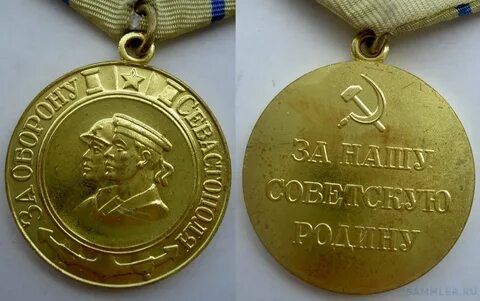 ЗА ОБОРОНУ СЕВАСТОПОЛЯ
ЗА НАШУ
СОВЕТСКУЮ
РОДИНУ
SAMMLER.RU